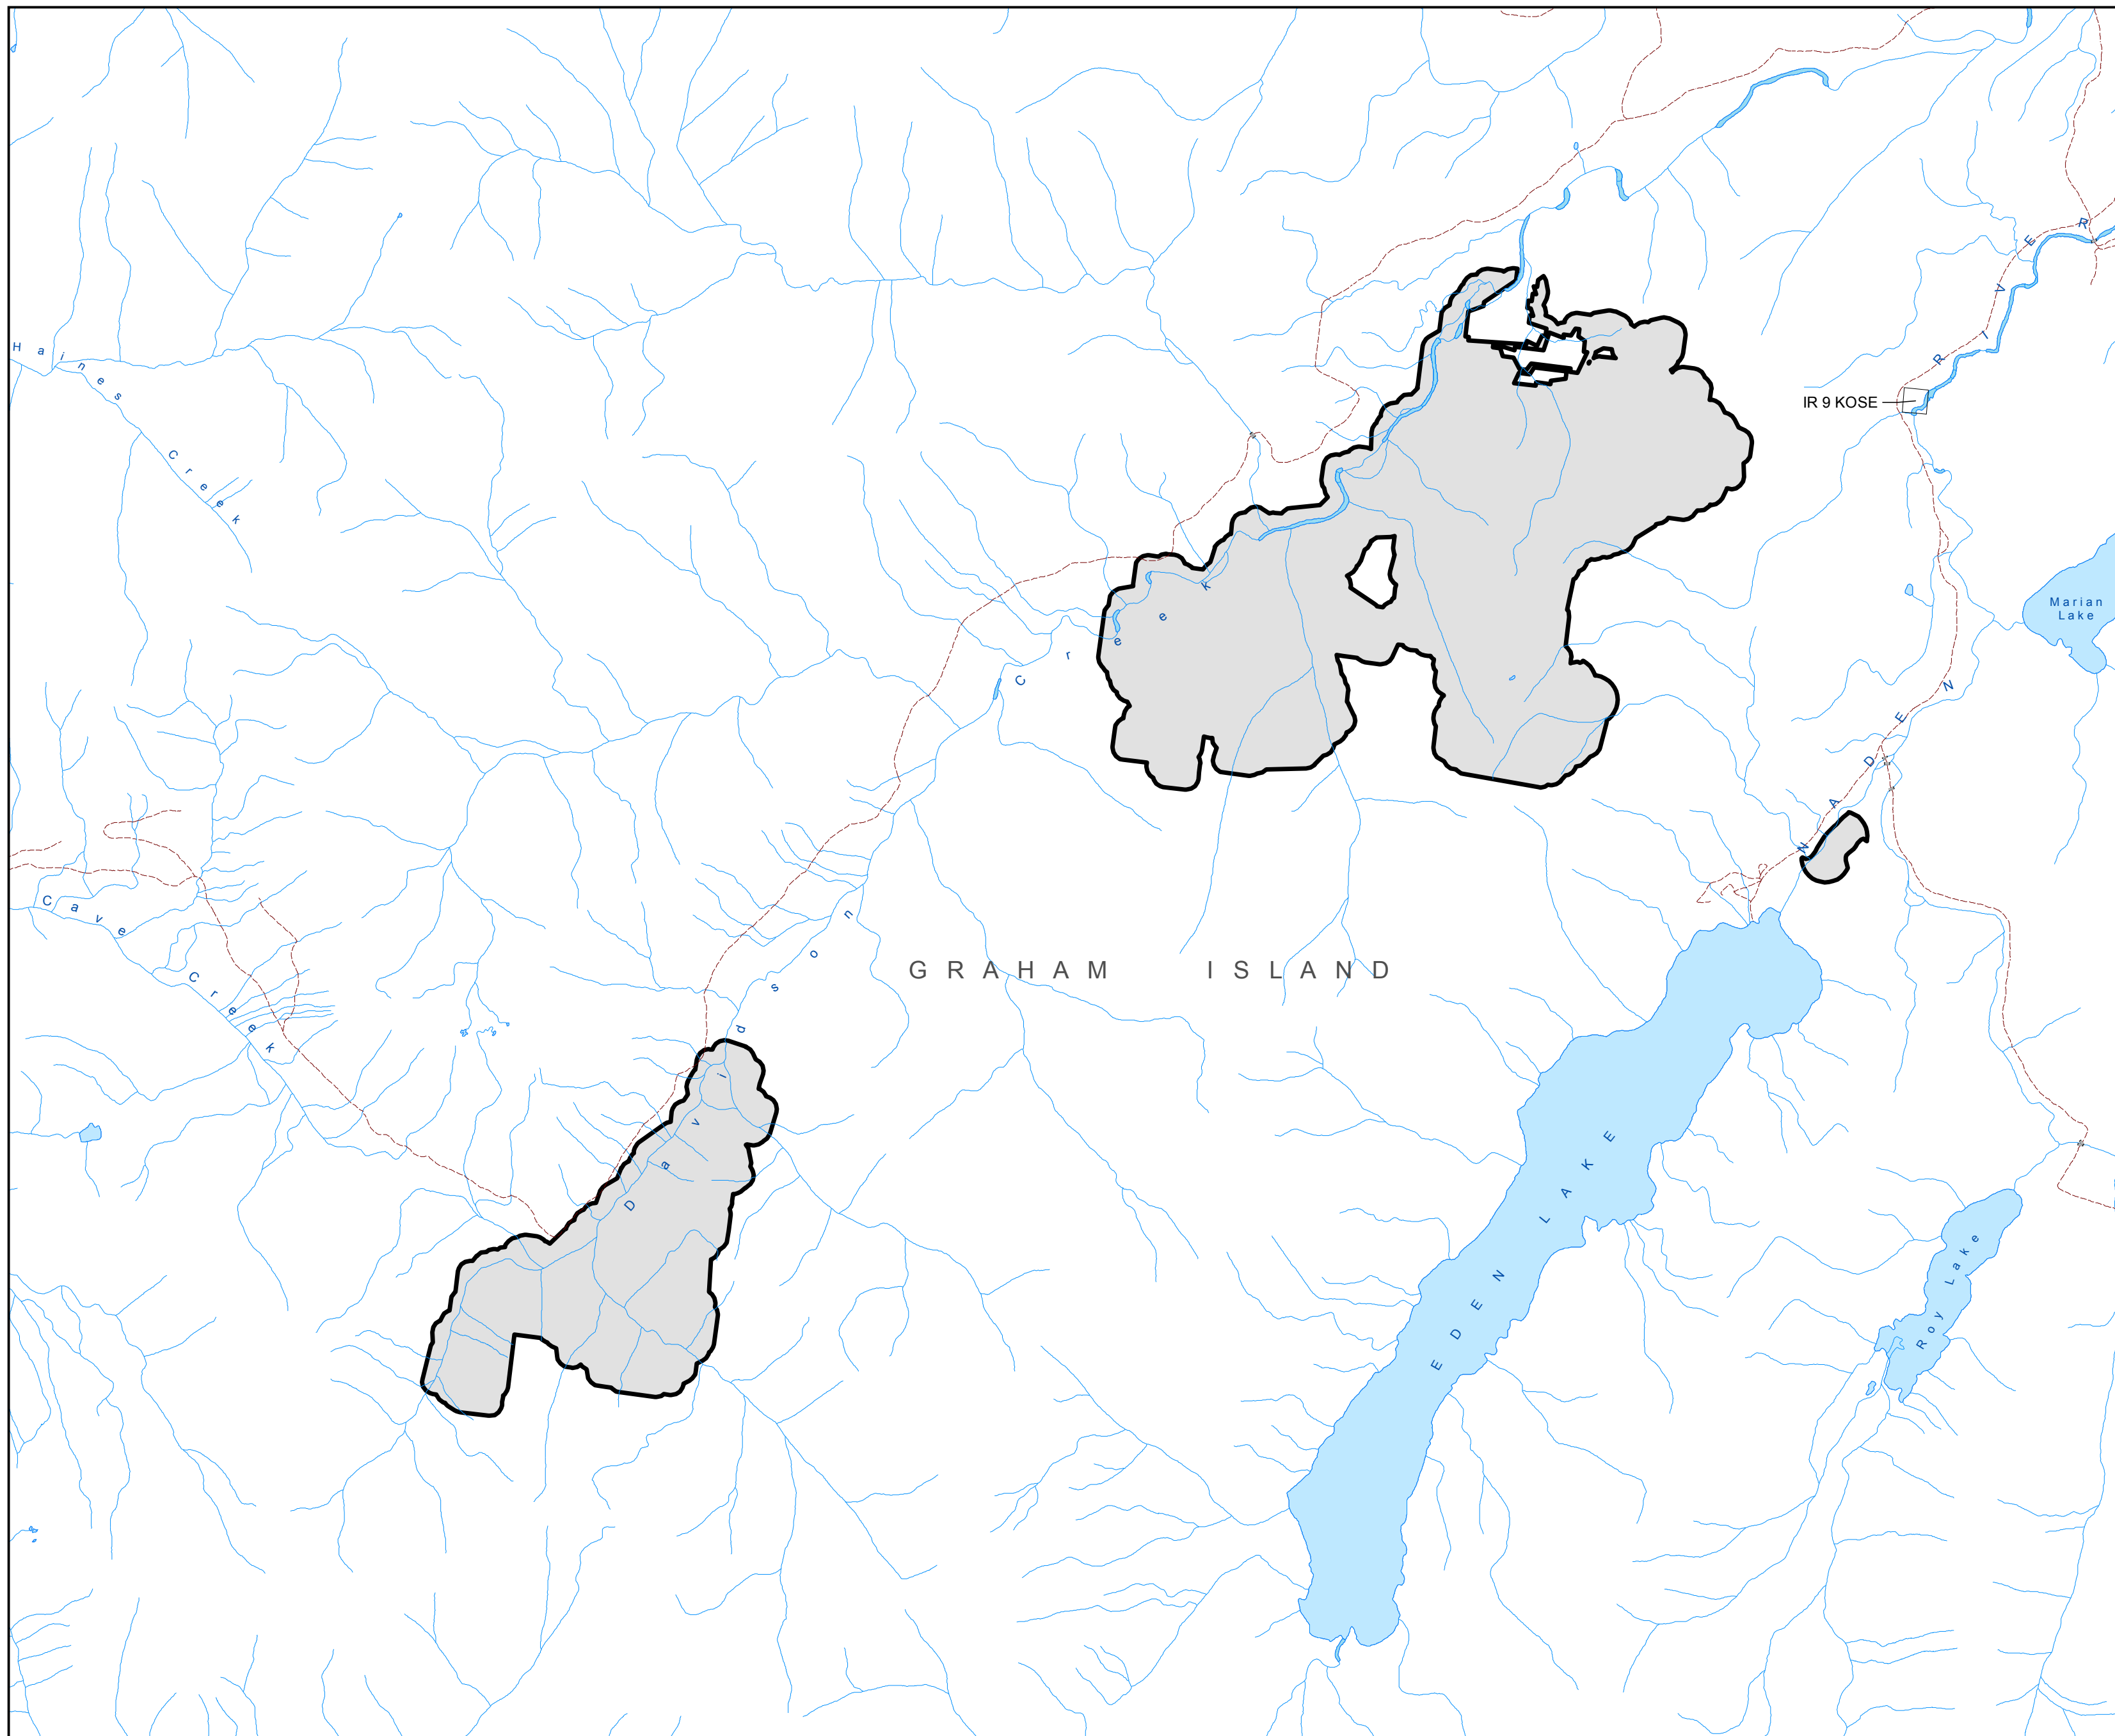 Haines Creek
NADEN RIVER
IR 9 KOSE
Marian
Lake
Davidson Creek
Cave Creek
GRAHAM ISLAND
EDEN LAKE
Roy Lake